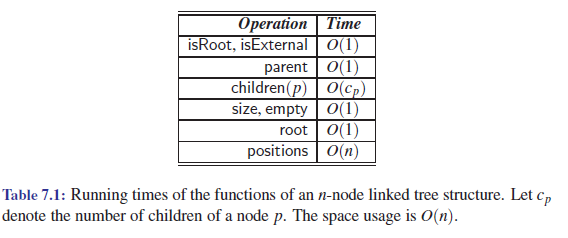 Operation Time
isRoot, isExternal O(1)
parent O(1)
children(p) O(cp)
size, empty O(1)
root O(1)
positions O(n)
Table 7.1: Running times of the functions of an n-node linked tree structure. Let cp
denote the number of children of a node p. The space usage is O(n).